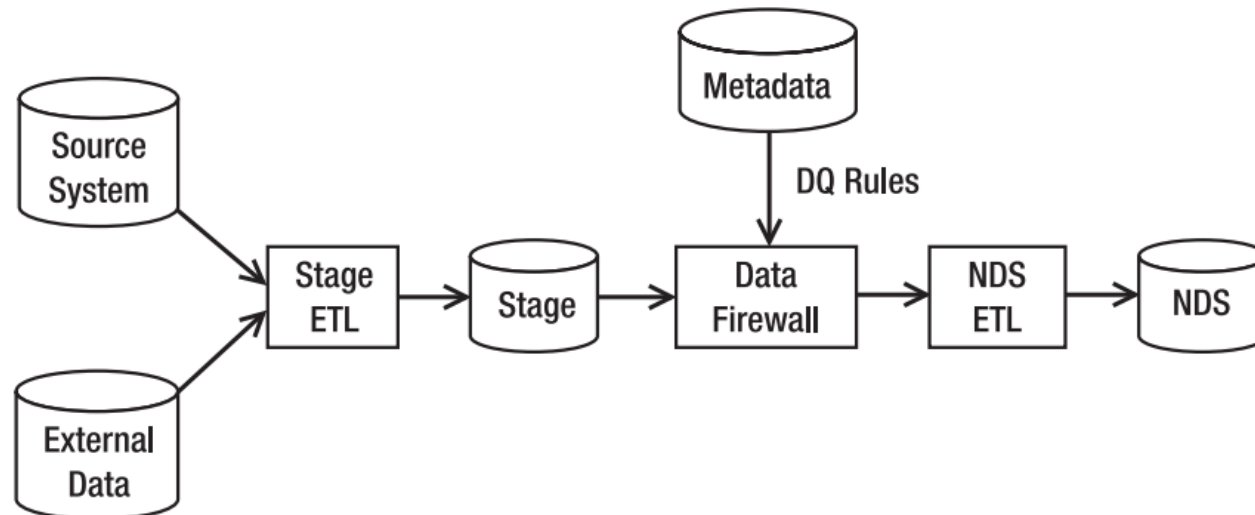 Metadata
Source
System
DQ Rules
Stage
ETL
Stage
Data
Firewall
NDS
ETL
NDS
External
Data